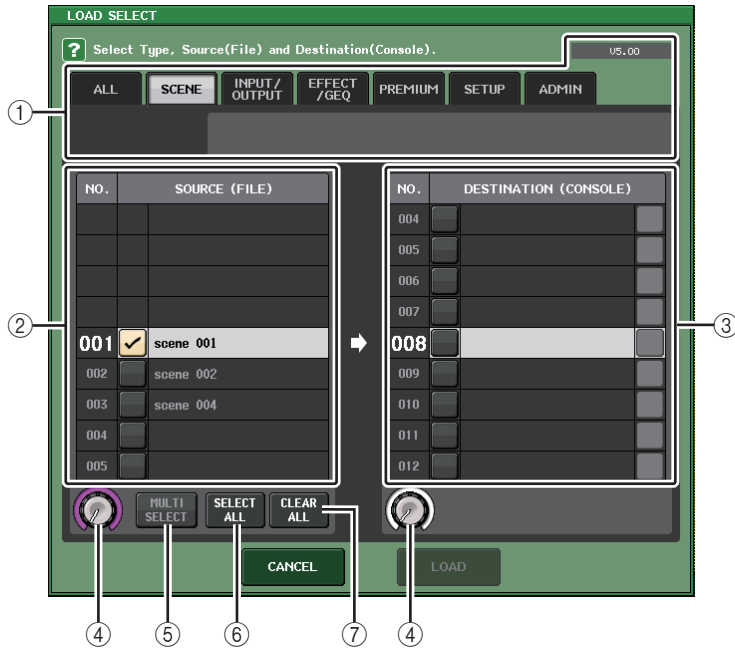 LOAD SELECT
? Select Type, Source(File) and Destination(Console).
V5.00
ALL
SCENE
INPUT/
OUTPUT
EFFECT
/GEQ
PREMIUM
SETUP
ADMIN
①
NO. SOURCE (FILE)
001 scene 001
002 scene 002
003 scene 004
004
005
②
NO. DESTINATION (CONSOLE)
004
005
006
007
008
009
010
011
012
③
MULTI
SELECT
SELECT
ALL
CLEAR
ALL
CANCEL
LOAD
④ ⑤ ⑥ ⑦ ④